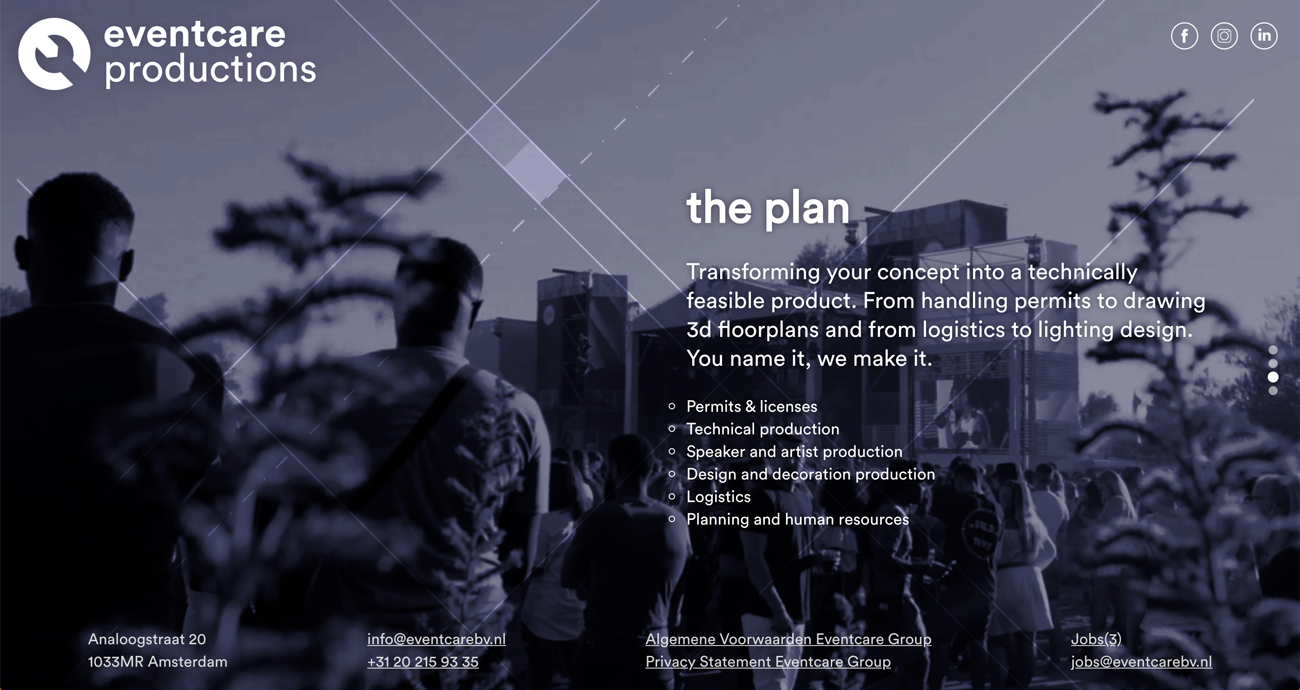 eventcare
productions
the plan
Transforming your concept into a technically
feasible product. From handling permits to drawing
3d floorplans and from logistics to lighting design.
You name it, we make it.
Permits & licenses
Technical production
Speaker and artist production
Design and decoration production
Logistics
Planning and human resources
Analoogstraat 20
1033MR Amsterdam
info@eventcarebv.nl
+31 20 215 93 35
Algemene Voorwaarden Eventcare Group
Privacy Statement Eventcare Group
Jobs(3)
jobs@eventcarebv.nl